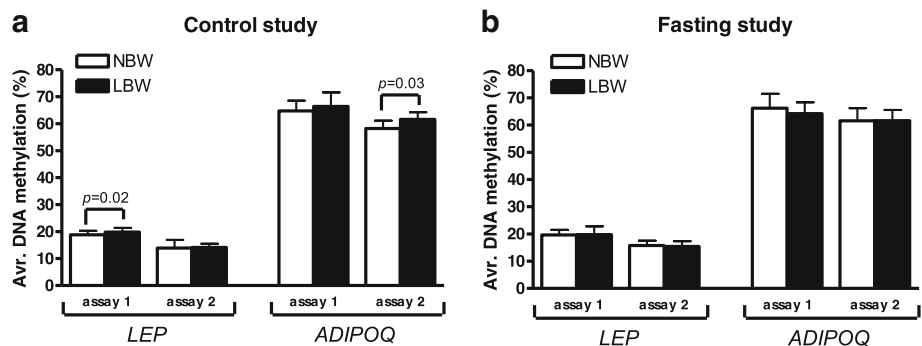 a
Control study
NBW
LBW
Avr. DNA methylation (%)
80
70
60
50
40
30
20
10
0
p=0.02
p=0.03
assay 1
assay 2
assay 1
assay 2
LEP
ADIPOQ
b
Fasting study
NBW
LBW
Avr. DNA methylation (%)
80
70
60
50
40
30
20
10
0
assay 1
assay 2
assay 1
assay 2
LEP
ADIPOQ